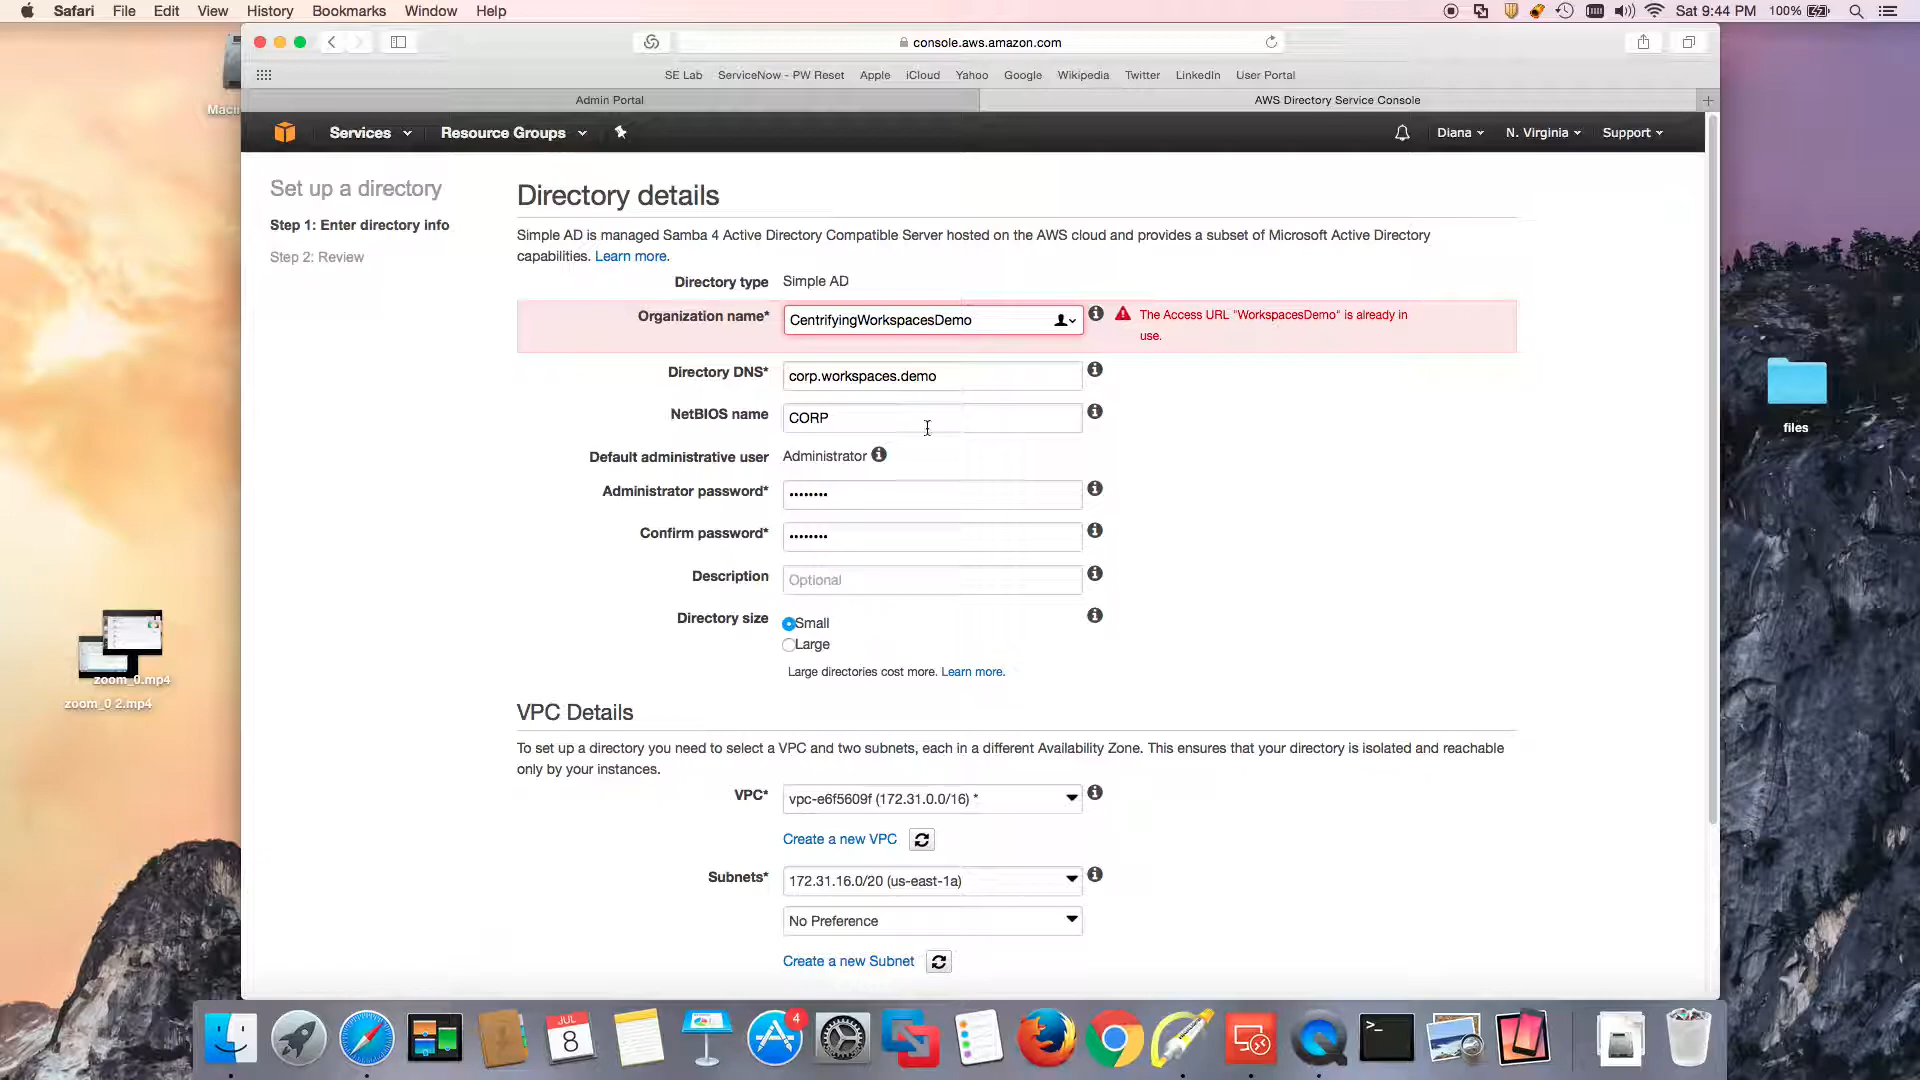 Safari File Edit View History Bookmarks Window Help
Sat 9:44 PM 100%
console.aws.amazon.com
SE Lab ServiceNow - PW Reset Apple iCloud Yahoo Google Wikipedia Twitter LinkedIn User Portal
Admin Portal AWS Directory Service Console
Services Resource Groups Diana N. Virginia Support
Set up a directory
Step 1: Enter directory info
Step 2: Review
Directory details
Simple AD is managed Samba 4 Active Directory Compatible Server hosted on the AWS cloud and provides a subset of Microsoft Active Directory
capabilities. Learn more.
Directory type Simple AD
Organization name* CentrifyingWorkspacesDemo
The Access URL "WorkspacesDemo" is already in
use.
Directory DNS* corp.workspaces.demo
NetBIOS name CORP
Default administrative user Administrator
Administrator password* ••••••••
Confirm password* ••••••••
Description Optional
Directory size Small
Large
Large directories cost more. Learn more.
VPC Details
To set up a directory you need to select a VPC and two subnets, each in a different Availability Zone. This ensures that your directory is isolated and reachable
only by your instances.
VPC* vpc-e6f5609f (172.31.0.0/16) *
Create a new VPC
Subnets* 172.31.16.0/20 (us-east-1a)
No Preference
Create a new Subnet
files
zoom_0.mp4
zoom_0 2.mp4
JUL
8
4